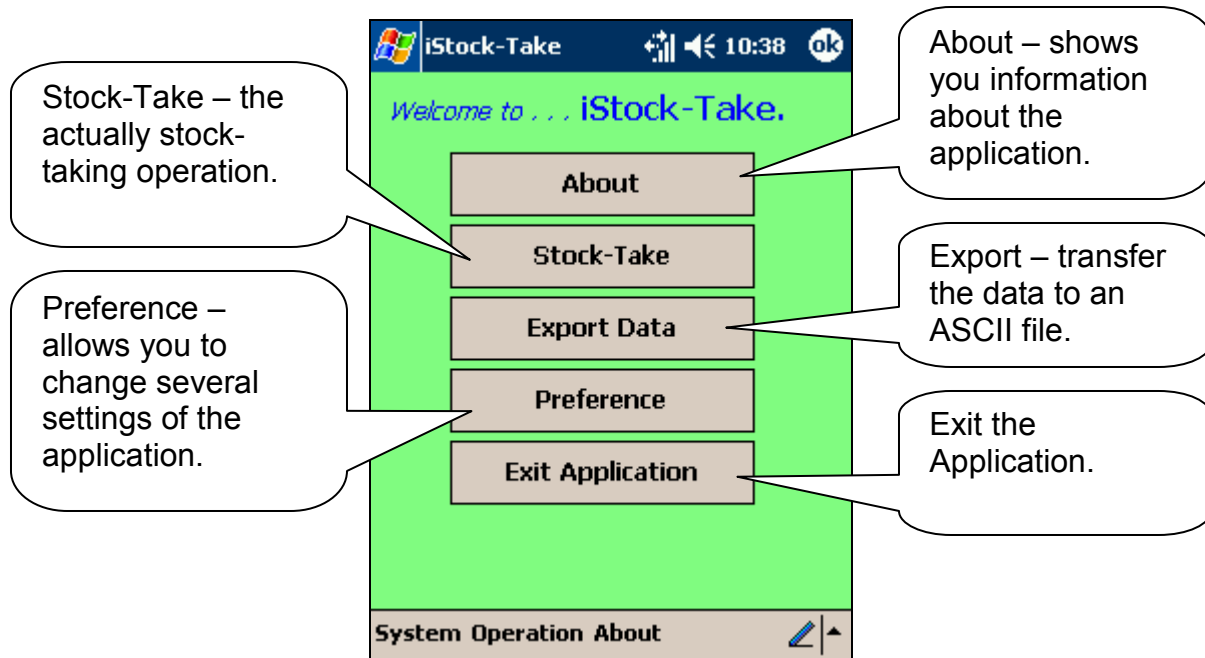 iStock-Take 10:38 ok
Welcome to . . . iStock-Take.
About
Stock-Take
Export Data
Preference
Exit Application
System Operation About
Stock-Take – the
actually stock-
taking operation.
Preference –
allows you to
change several
settings of the
application.
About – shows
you information
about the
application.
Export – transfer
the data to an
ASCII file.
Exit the
Application.